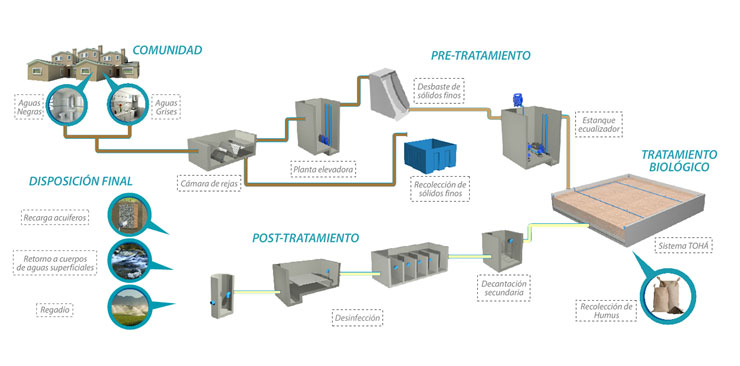 COMUNIDAD
Aguas
Negras
Aguas
Grises
Cámara de rejas
Planta elevadora
PRE-TRATAMIENTO
Desbaste de
sólidos finos
Recolección de
sólidos finos
Estanque
ecualizador
TRATAMIENTO
BIOLÓGICO
Sistema TOHÁ
Recolección de
Humus
POST-TRATAMIENTO
Decantación
secundaria
Desinfección
DISPOSICIÓN FINAL
Recarga acuíferos
Retorno a cuerpos
de aguas superficiales
Regadío